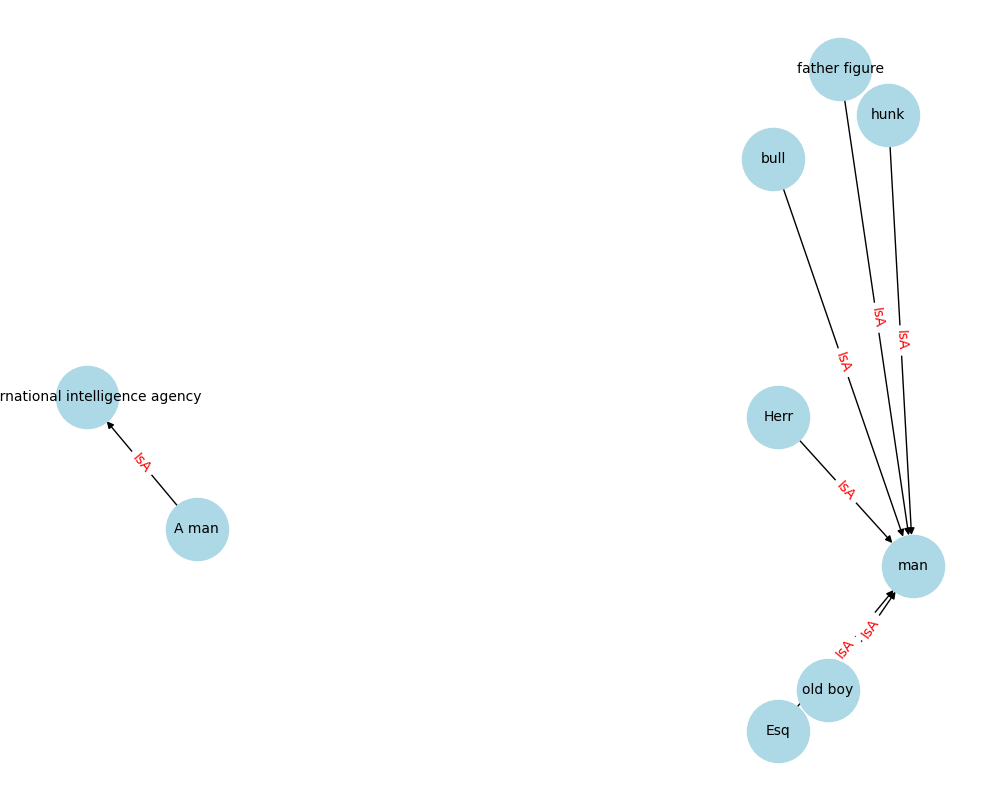 father figure
hunk
bull
IsA
IsA
IsA
rnational intelligence agency
Herr
IsA
IsA
A man
man
IsA
IsA
old boy
Esq